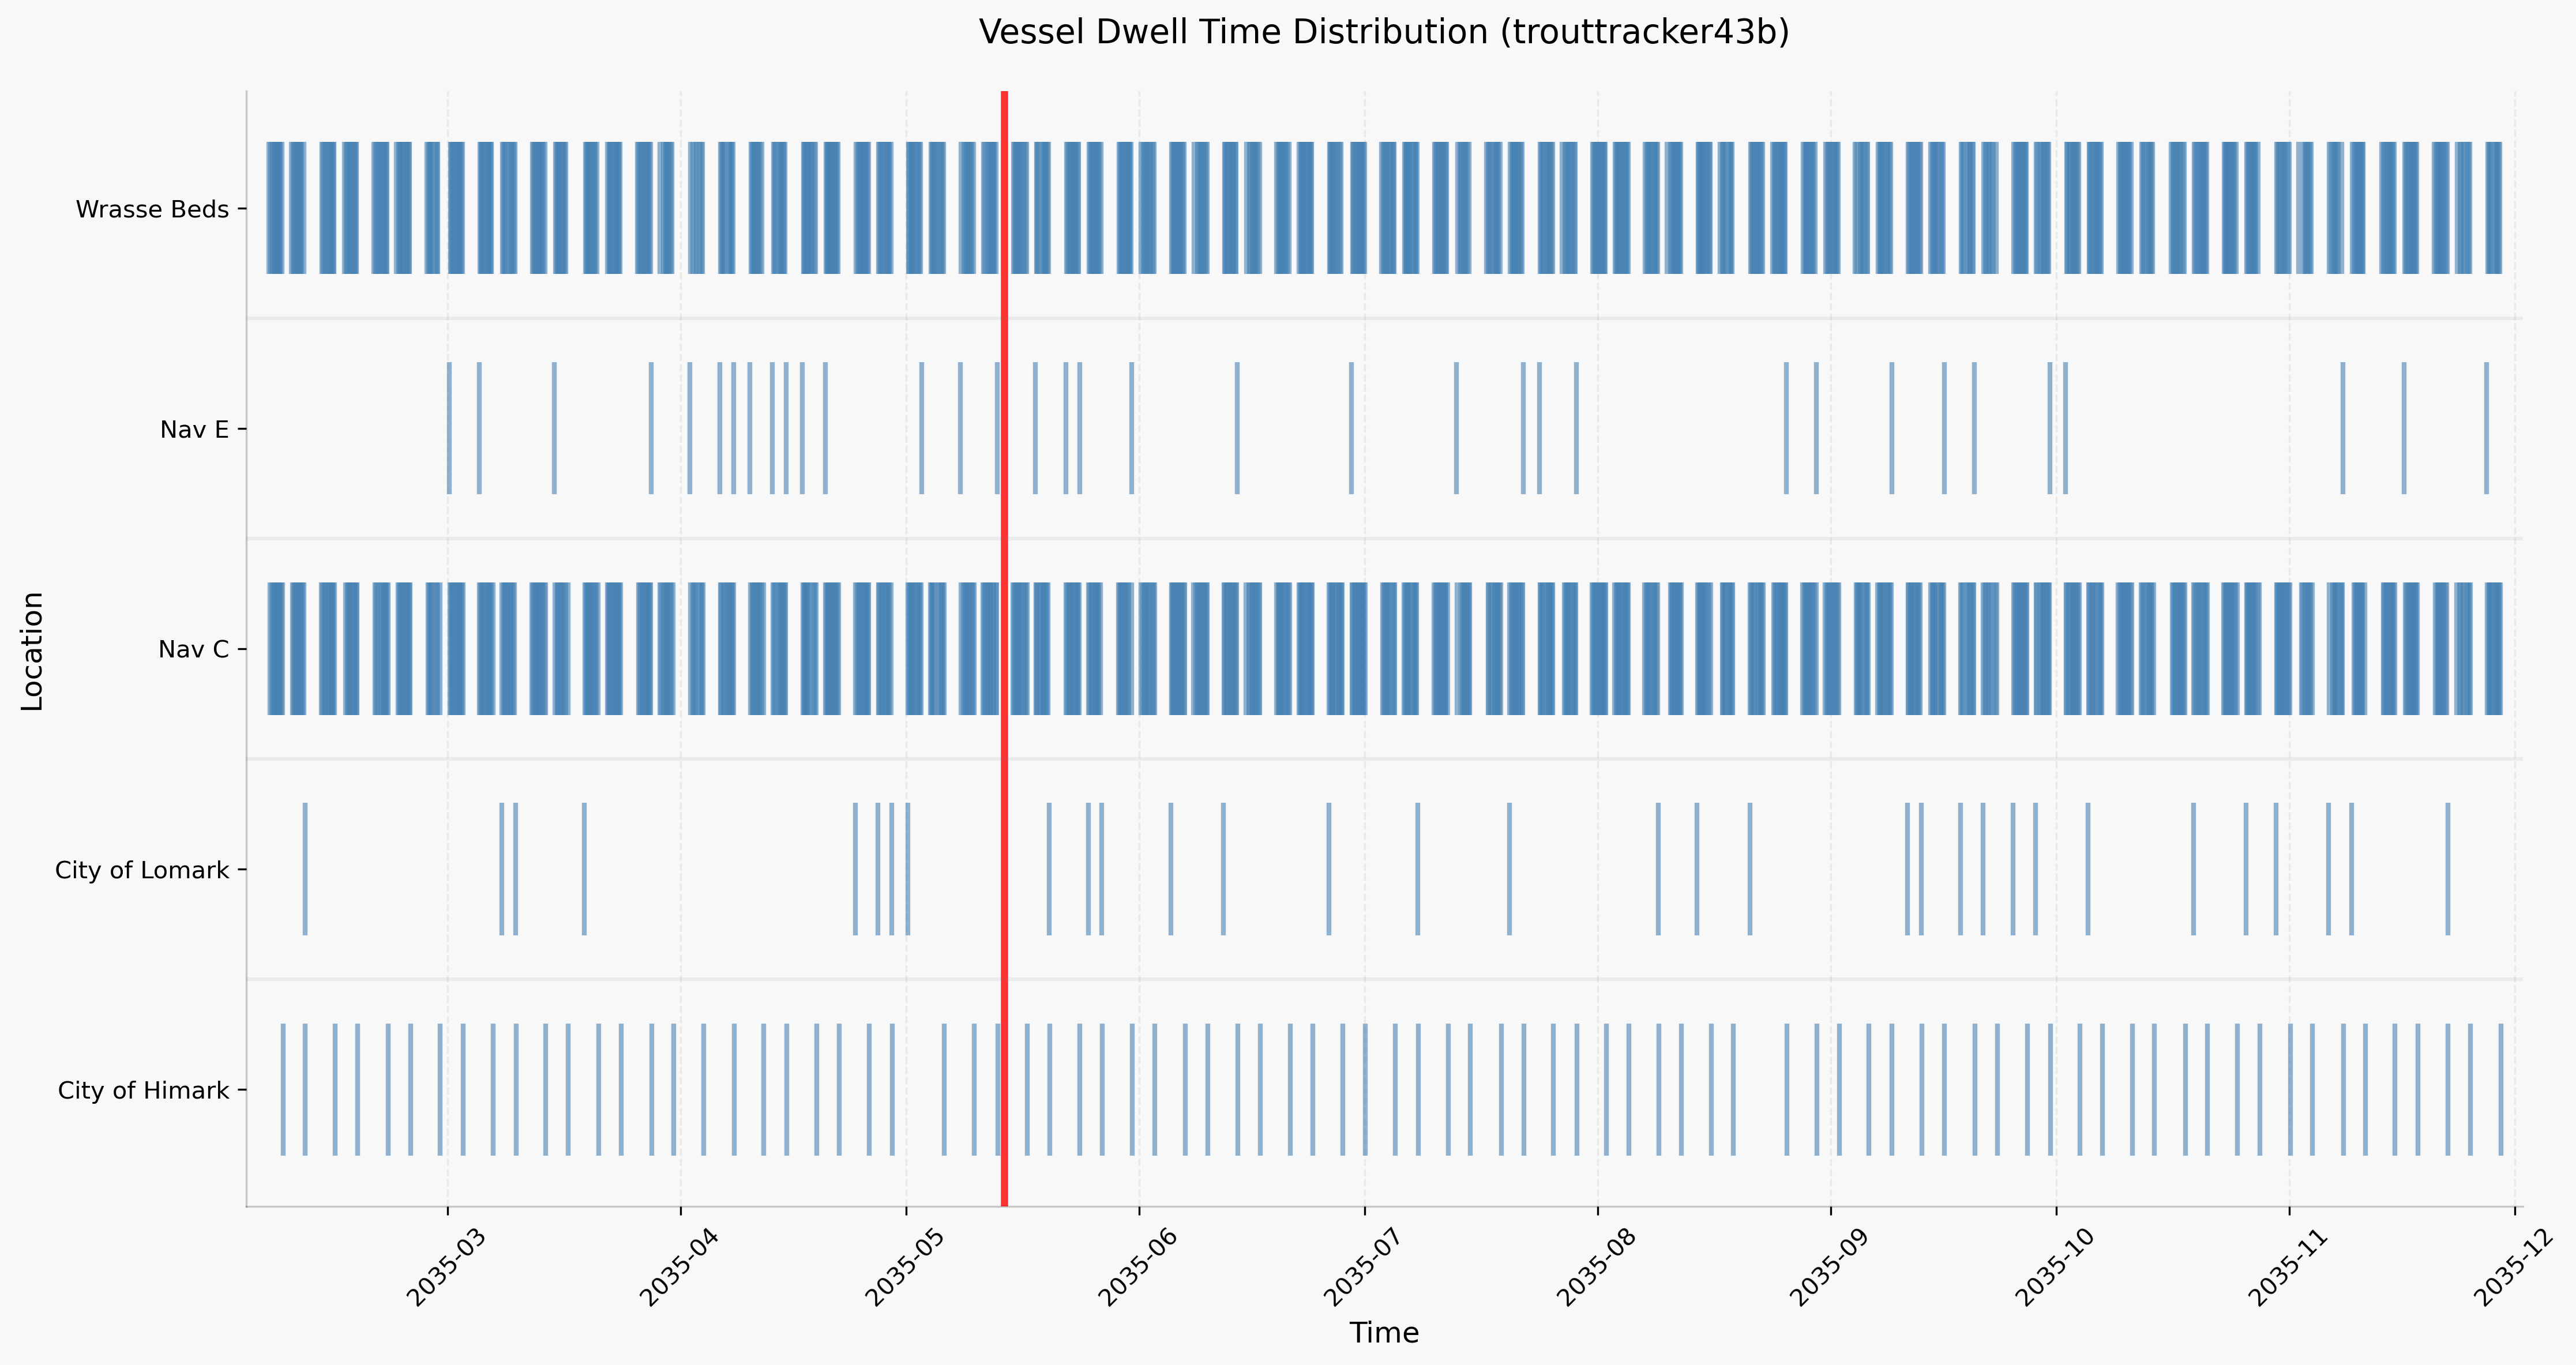 Vessel Dwell Time Distribution (trouttracker43b)
Location
Wrasse Beds
Nav E
Nav C
City of Lomark
City of Himark
2035-03
2035-04
2035-05
2035-06
2035-07
2035-08
2035-09
2035-10
2035-11
2035-12
Time